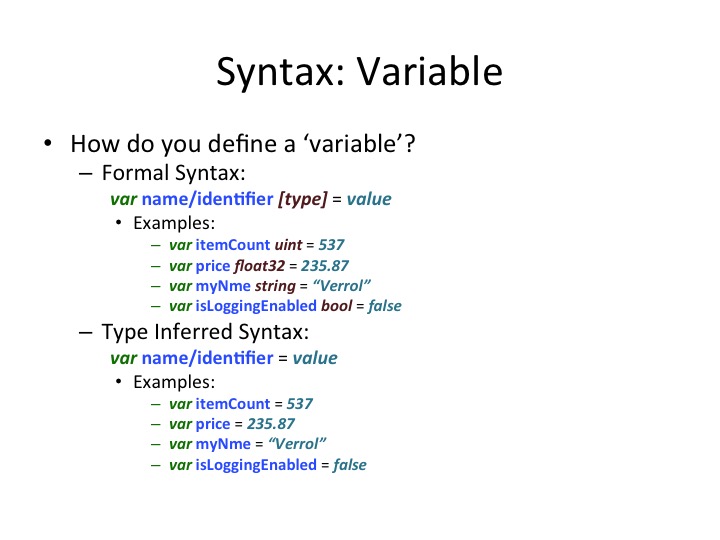 Syntax: Variable
• How do you define a ‘variable’?
– Formal Syntax:
var name/identifier [type] = value
• Examples:
– var itemCount uint = 537
– var price float32 = 235.87
– var myNme string = “Verrol”
– var isLoggingEnabled bool = false
– Type Inferred Syntax:
var name/identifier = value
• Examples:
– var itemCount = 537
– var price = 235.87
– var myNme = “Verrol”
– var isLoggingEnabled = false